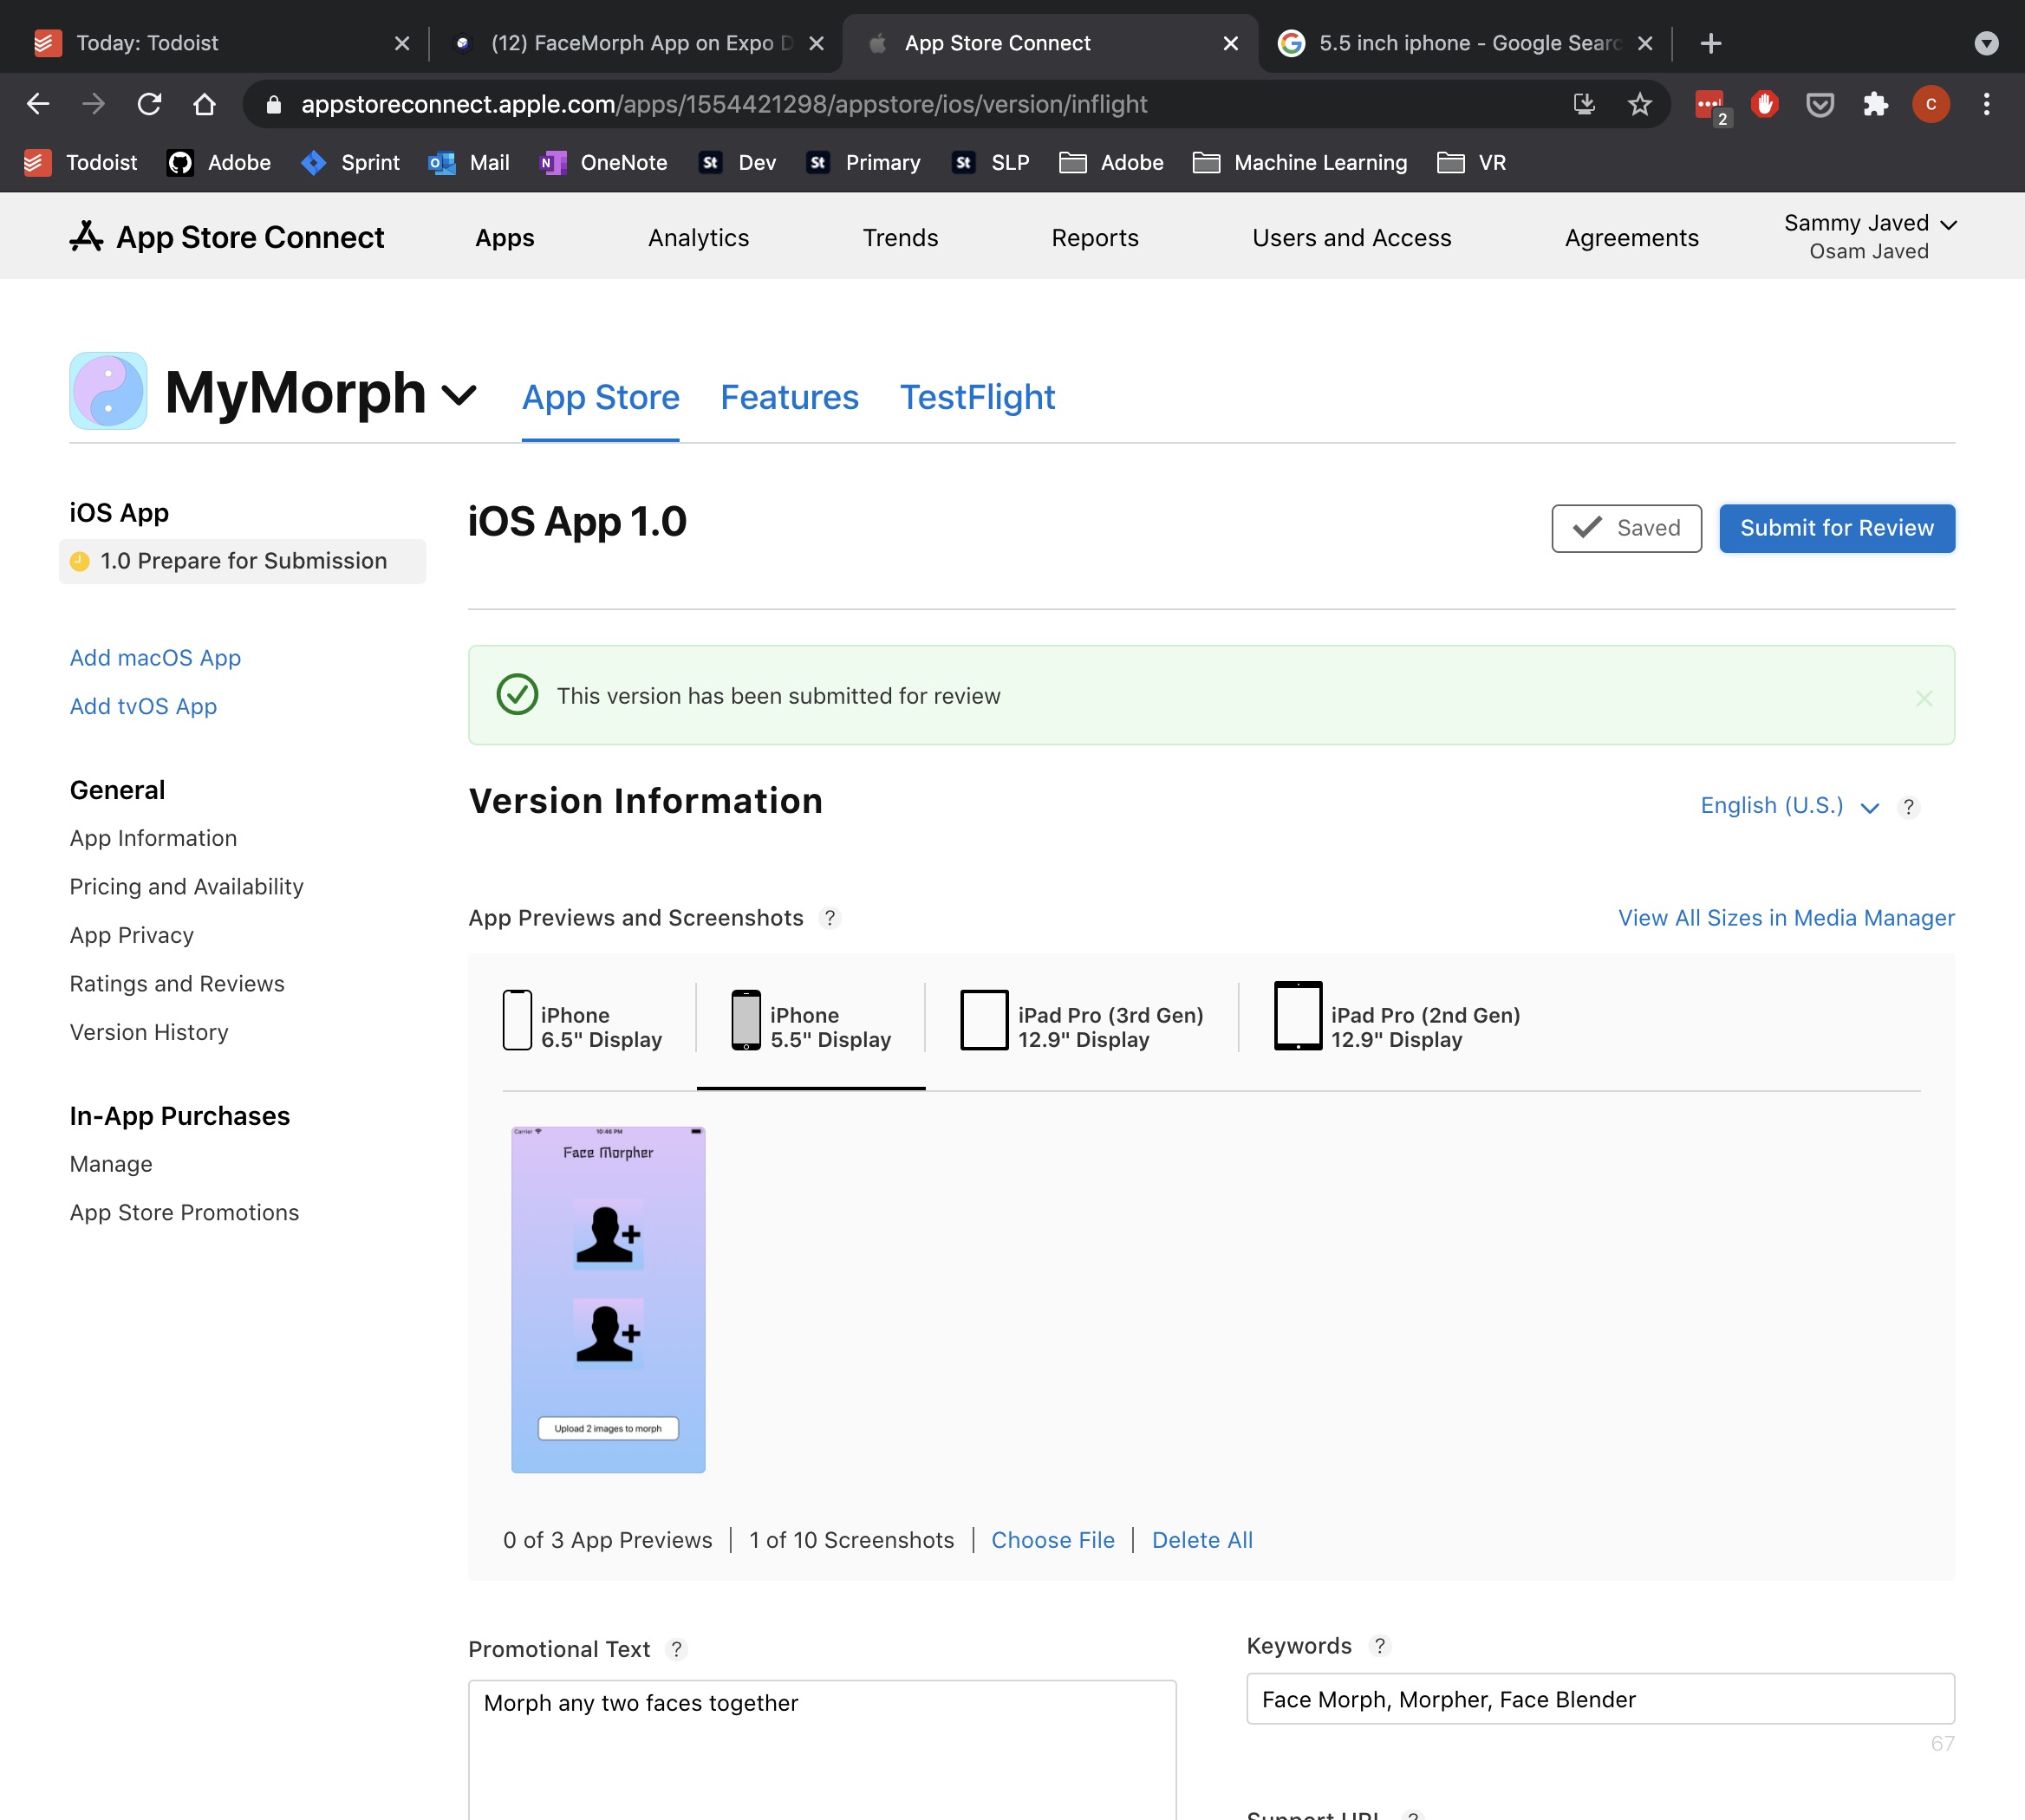 Today: Todoist
(12) FaceMorph App on Expo D
App Store Connect
5.5 inch iphone - Google Searc
appstoreconnect.apple.com/apps/1554421298/appstore/ios/version/inflight
2
C
Todoist
Adobe
Sprint
Mail
OneNote
St Dev
St Primary
St SLP
Adobe
Machine Learning
VR
App Store Connect
Apps
Analytics
Trends
Reports
Users and Access
Agreements
Sammy Javed
Osam Javed
MyMorph
App Store
Features
TestFlight
iOS App
1.0 Prepare for Submission
Add macOS App
Add tvOS App
General
App Information
Pricing and Availability
App Privacy
Ratings and Reviews
Version History
In-App Purchases
Manage
App Store Promotions
iOS App 1.0
Saved
Submit for Review
This version has been submitted for review
Version Information
English (U.S.) ?
App Previews and Screenshots ?
View All Sizes in Media Manager
iPhone
6.5" Display
iPhone
5.5" Display
iPad Pro (3rd Gen)
12.9" Display
iPad Pro (2nd Gen)
12.9" Display
Carrier
10:46 PM
Face Morpher
Upload 2 images to morph
0 of 3 App Previews | 1 of 10 Screenshots | Choose File | Delete All
Promotional Text ?
Morph any two faces together
Keywords ?
Face Morph, Morpher, Face Blender
67
Support URL ?